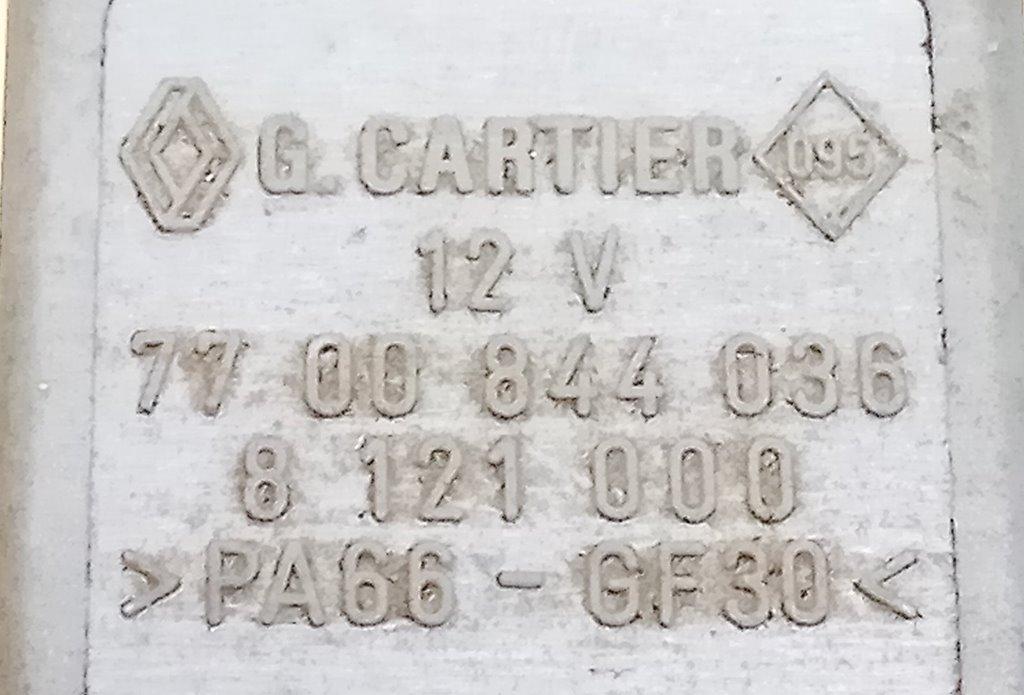 G. CARTIER 095
12 V
77 00 844 036
8 121 000
>PA66-GF30<